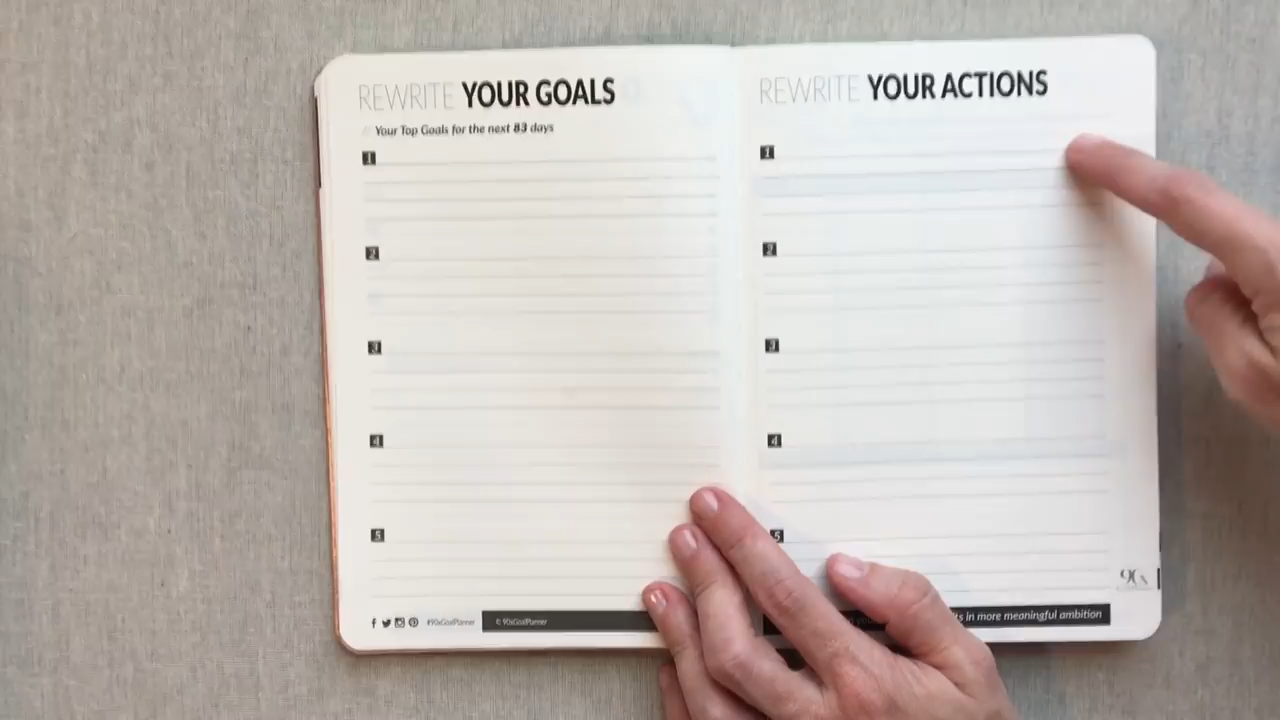 REWRITE YOUR GOALS
Your Top Goals for the next 83 days
1
2
3
4
5
#90xGoalPlanner
© 90xGoalPlanner
REWRITE YOUR ACTIONS
1
2
3
4
5
90x
in more meaningful ambition